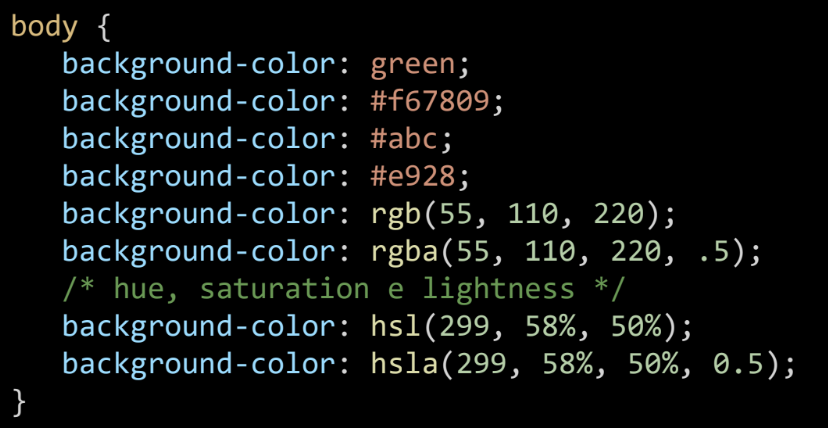 body {
   background-color: green;
   background-color: #f67809;
   background-color: #abc;
   background-color: #e928;
   background-color: rgb(55, 110, 220);
   background-color: rgba(55, 110, 220, .5);
   /* hue, saturation e lightness */
   background-color: hsl(299, 58%, 50%);
   background-color: hsla(299, 58%, 50%, 0.5);
}